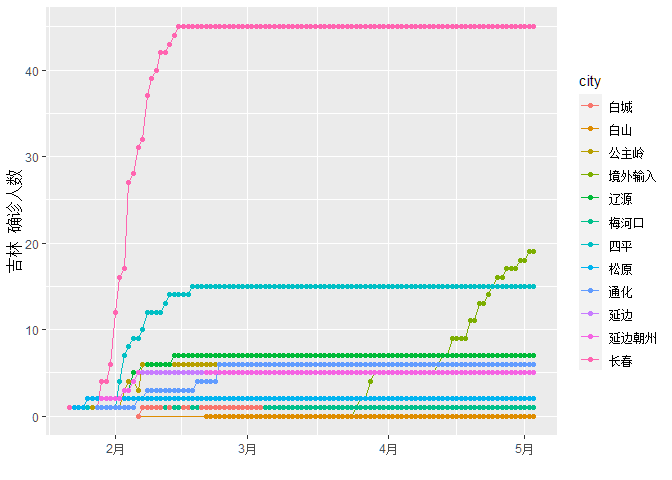 吉林 确诊人数
40
30
20
10
0
2月
3月
4月
5月
city
白城
白山
公主岭
境外输入
辽源
梅河口
四平
松原
通化
延边
延边朝州
长春